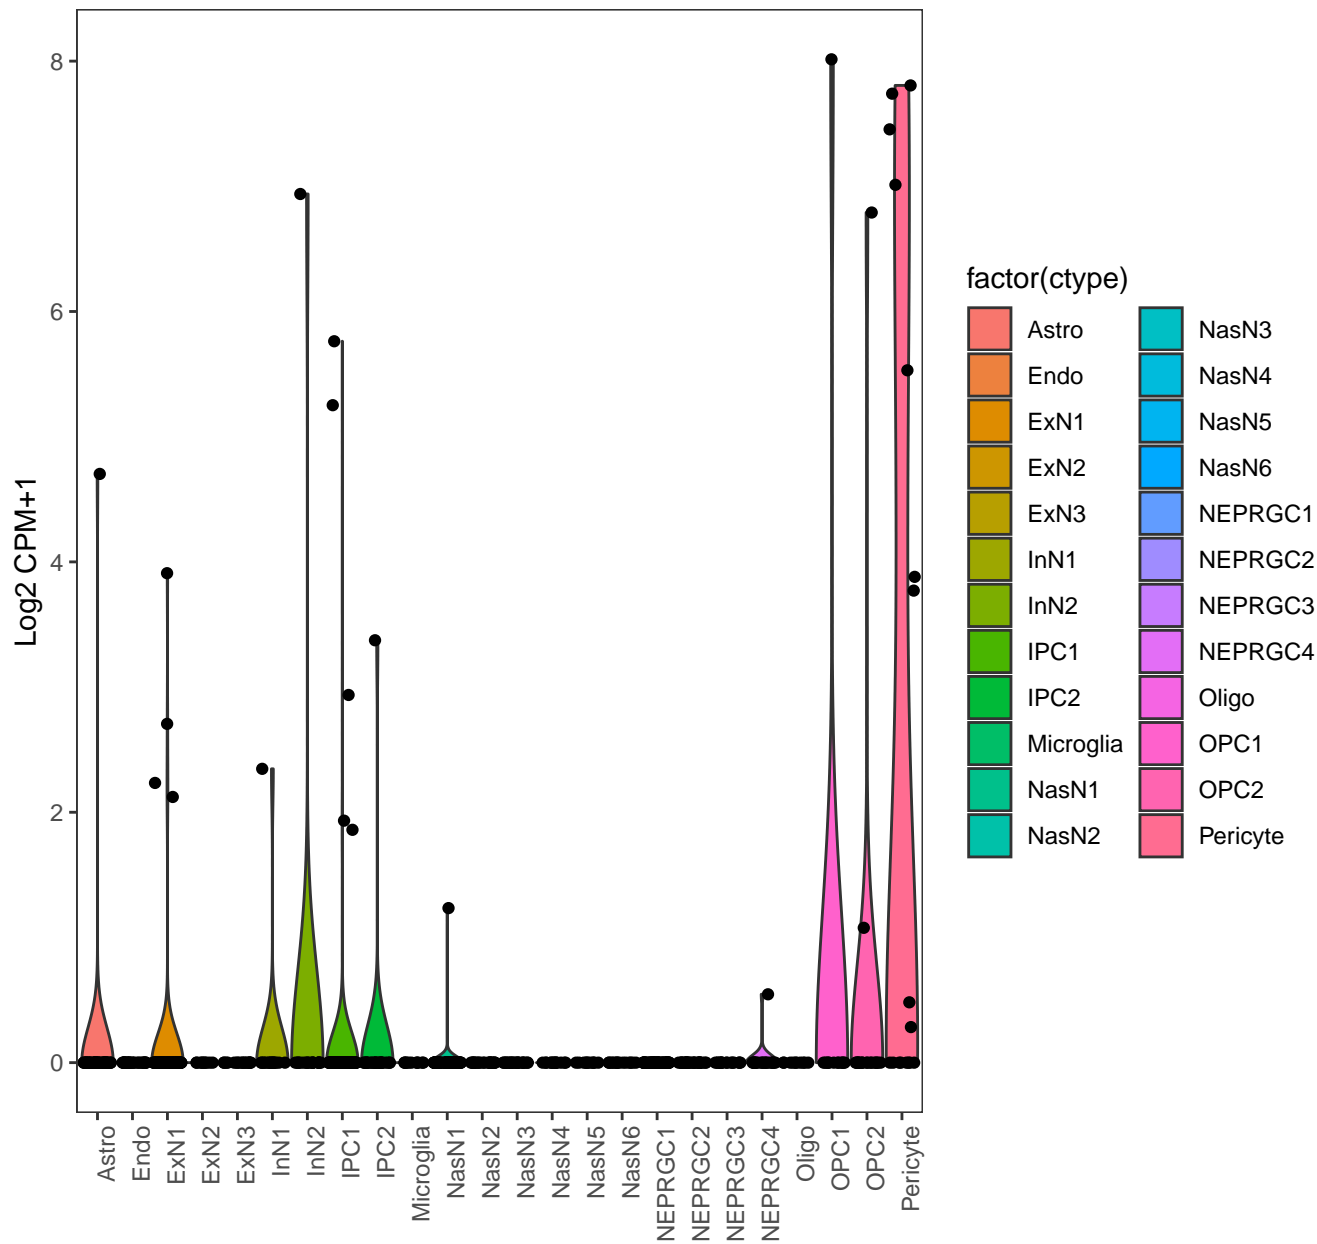 8
6
4
2
0
Log2 CPM+1
Astro
Endo
ExN1
ExN2
ExN3
InN1
InN2
IPC1
IPC2
Microglia
NasN1
NasN2
NasN3
NasN4
NasN5
NasN6
NEPRGC1
NEPRGC2
NEPRGC3
NEPRGC4
Oligo
OPC1
OPC2
Pericyte
factor(ctype)
Astro
Endo
ExN1
ExN2
ExN3
InN1
InN2
IPC1
IPC2
Microglia
NasN1
NasN2
NasN3
NasN4
NasN5
NasN6
NEPRGC1
NEPRGC2
NEPRGC3
NEPRGC4
Oligo
OPC1
OPC2
Pericyte